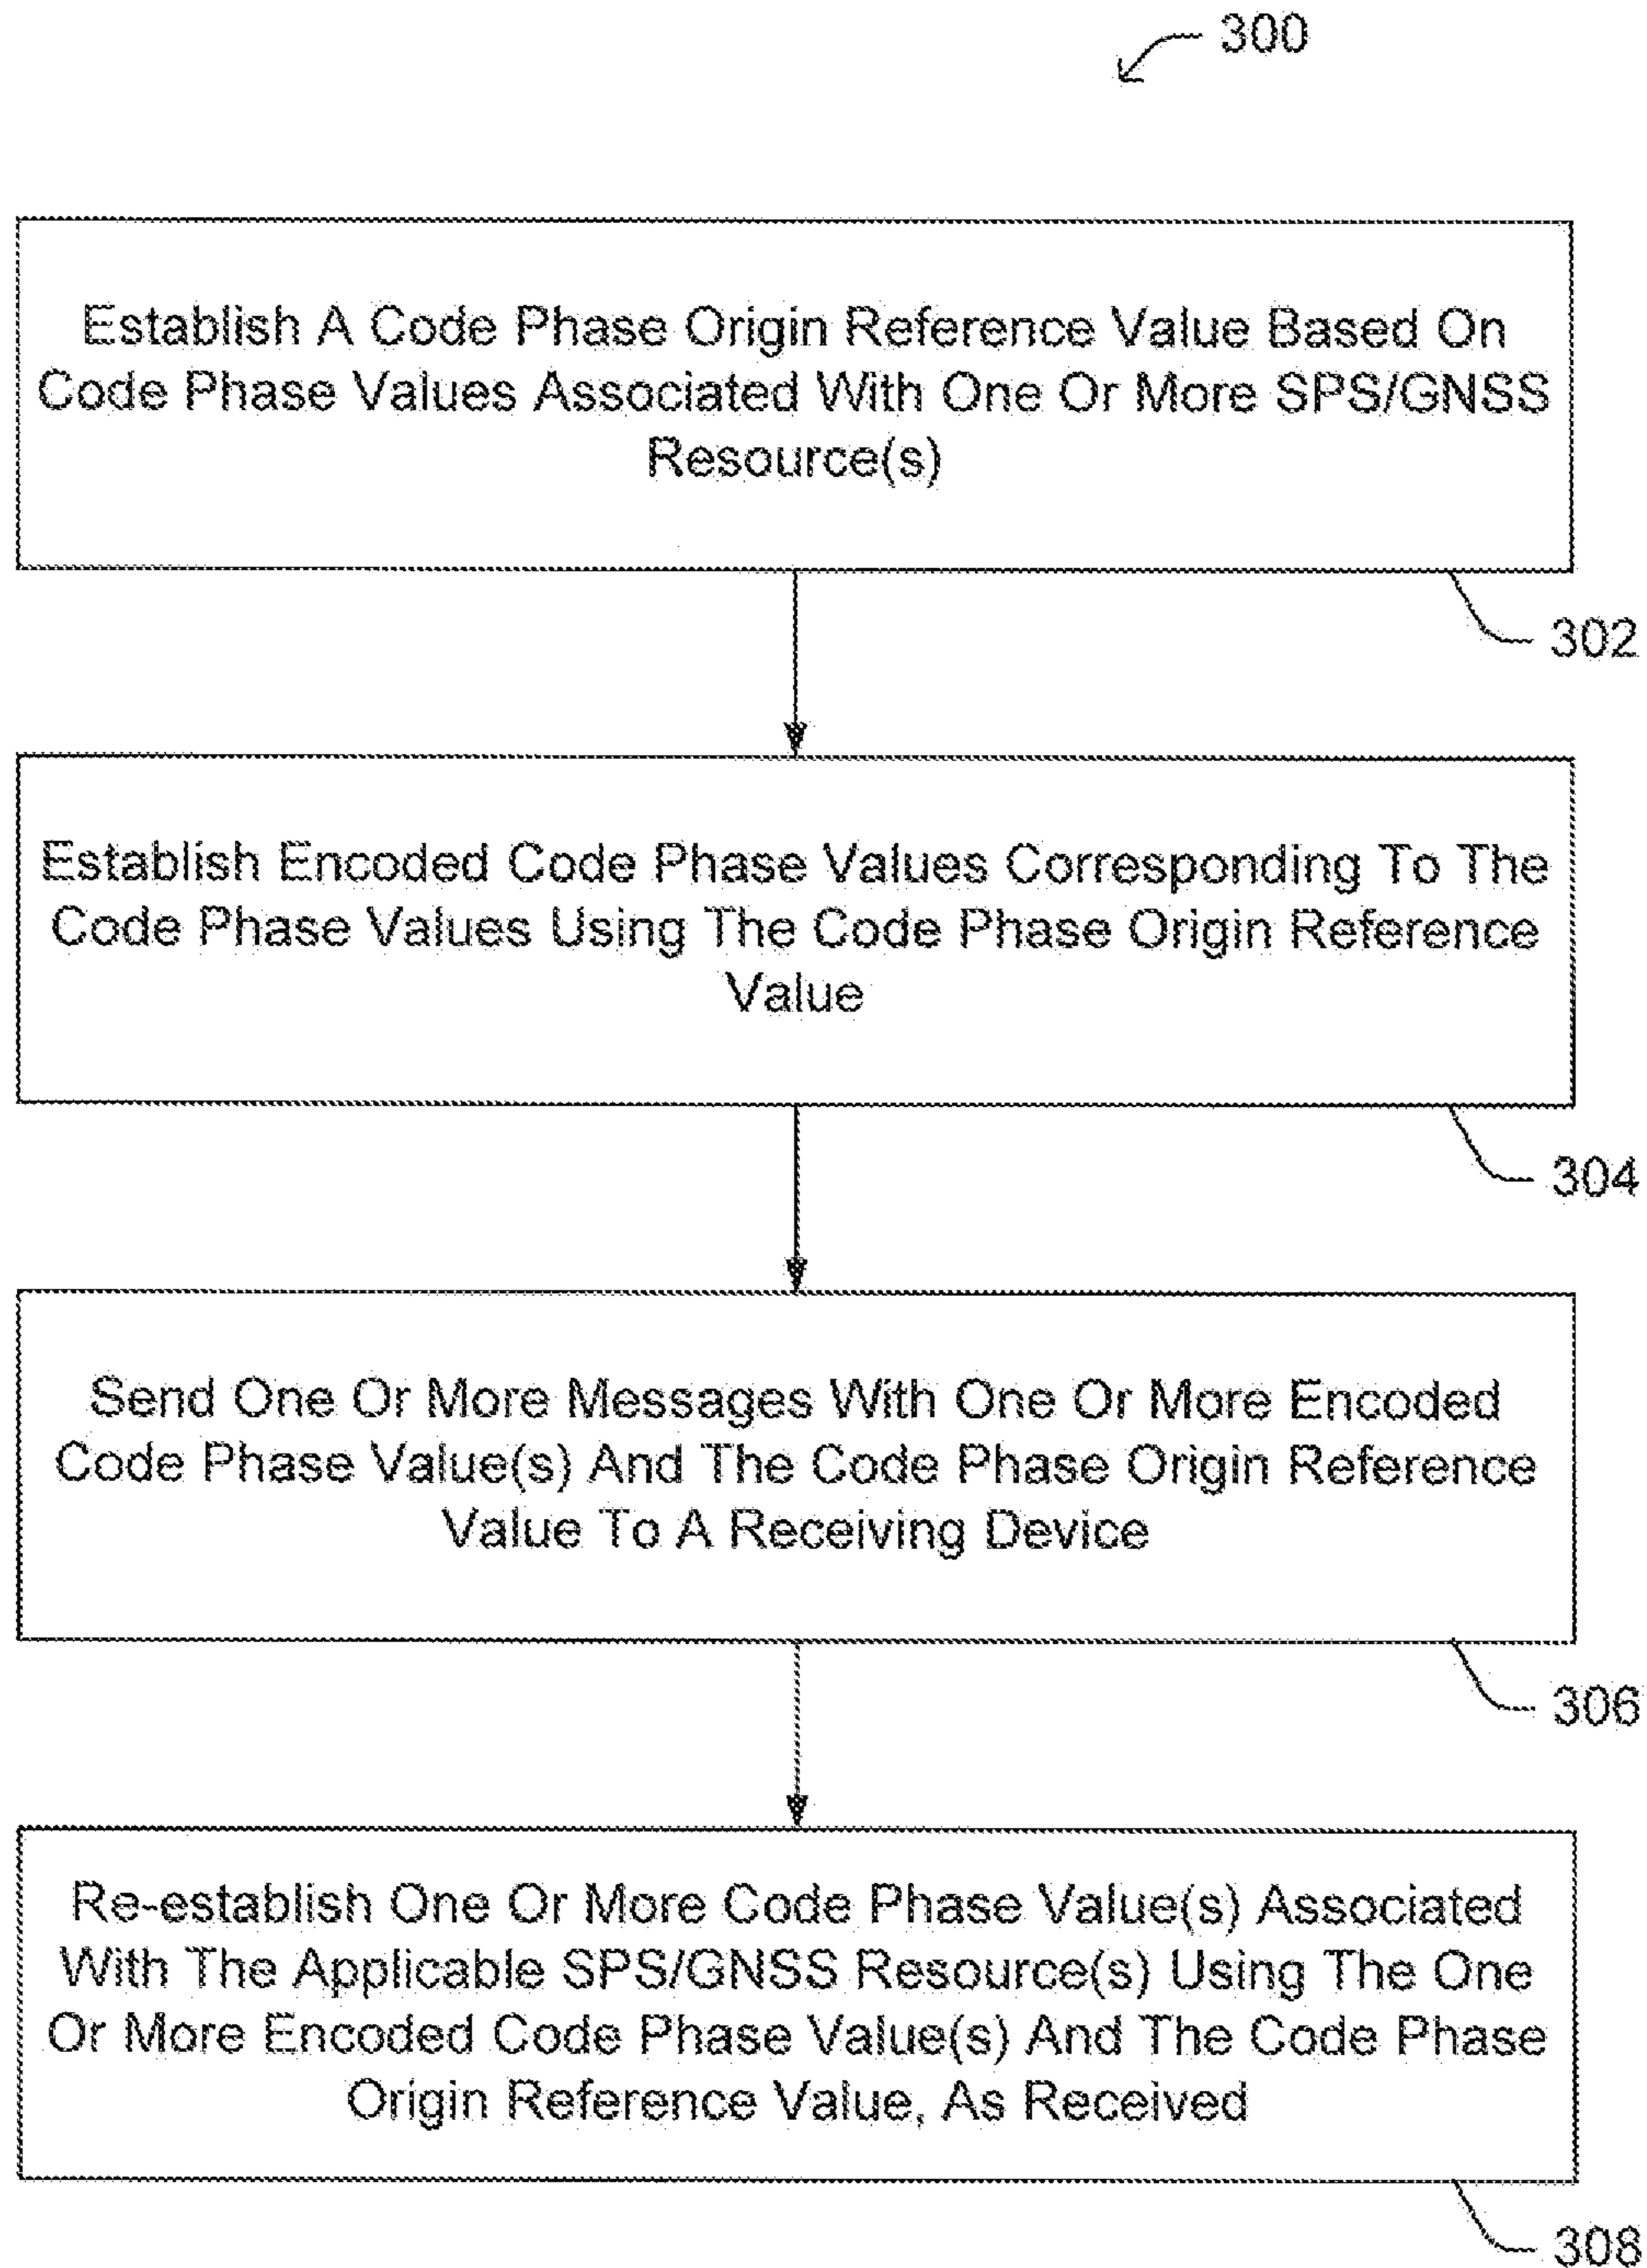 300
Establish A Code Phase Origin Reference Value Based On
Code Phase Values Associated With One Or More SPS/GNSS
Resource(s)
302
Establish Encoded Code Phase Values Corresponding To The
Code Phase Values Using The Code Phase Origin Reference
Value
304
Send One Or More Messages With One Or More Encoded
Code Phase Value(s) And The Code Phase Origin Reference
Value To A Receiving Device
306
Re-establish One Or More Code Phase Value(s) Associated
With The Applicable SPS/GNSS Resource(s) Using The One
Or More Encoded Code Phase Value(s) And The Code Phase
Origin Reference Value, As Received
308